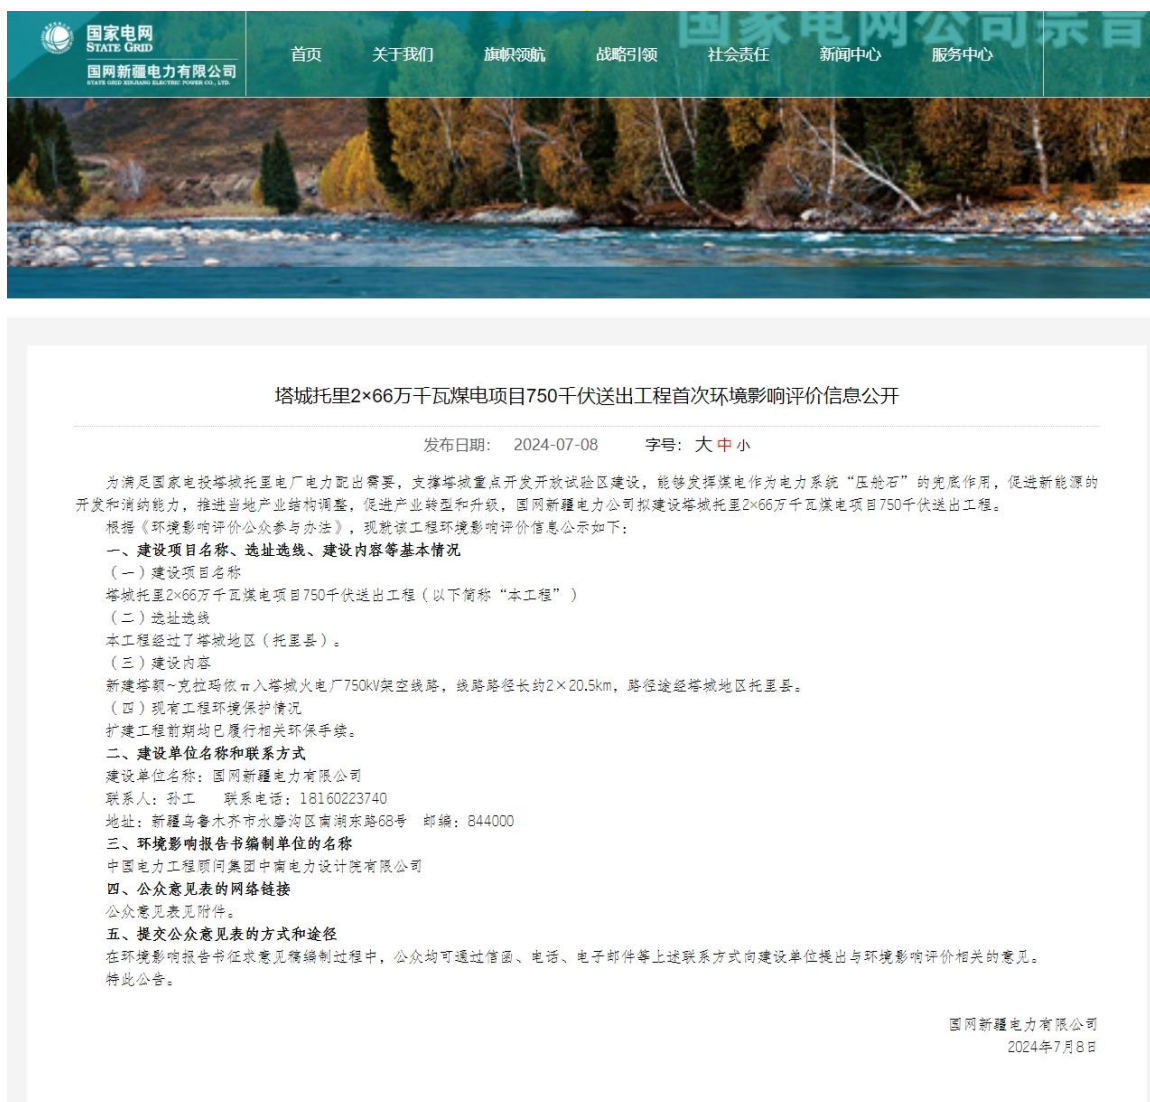 国家电网公司宗旨
国家电网
STATE GRID
国网新疆电力有限公司
STATE GRID XINJIANG ELECTRIC POWER CO., LTD.
首页 关于我们 旗帜领航 战略引领 社会责任 新闻中心 服务中心
塔城托里2×66万千瓦煤电项目750千伏送出工程首次环境影响评价信息公开
发布日期： 2024-07-08 字号：大 中 小
为满足国家电投塔城托里电厂电力配出需要，支撑塔城重点开发开放试验区建设，能够发挥煤电作为电力系统“压舱石”的兜底作用，促进新能源的
开发和消纳能力，推进当地产业结构调整，促进产业转型和升级，国网新疆电力公司拟建设塔城托里2×66万千瓦煤电项目750千伏送出工程。
根据《环境影响评价公众参与办法》，现就该工程环境影响评价信息公示如下：
一、建设项目名称、选址选线、建设内容等基本情况
（一）建设项目名称
塔城托里2×66万千瓦煤电项目750千伏送出工程（以下简称“本工程”）
（二）选址选线
本工程经过了塔城地区（托里县）。
（三）建设内容
新建塔额~克拉玛依π入塔城火电厂750kV架空线路，线路路径长约2×20.5km，路径途经塔城地区托里县。
（四）现有工程环境保护情况
扩建工程前期均已履行相关环保手续。
二、建设单位名称和联系方式
建设单位名称：国网新疆电力有限公司
联系人：孙工 联系电话：18160223740
地址：新疆乌鲁木齐市水磨沟区南湖东路68号 邮编：844000
三、环境影响报告书编制单位的名称
中国电力工程顾问集团中南电力设计院有限公司
四、公众意见表的网络链接
公众意见表见附件。
五、提交公众意见表的方式和途径
在环境影响报告书征求意见稿编制过程中，公众均可通过信函、电话、电子邮件等上述联系方式向建设单位提出与环境影响评价相关的意见。
特此公告。
国网新疆电力有限公司
2024年7月8日